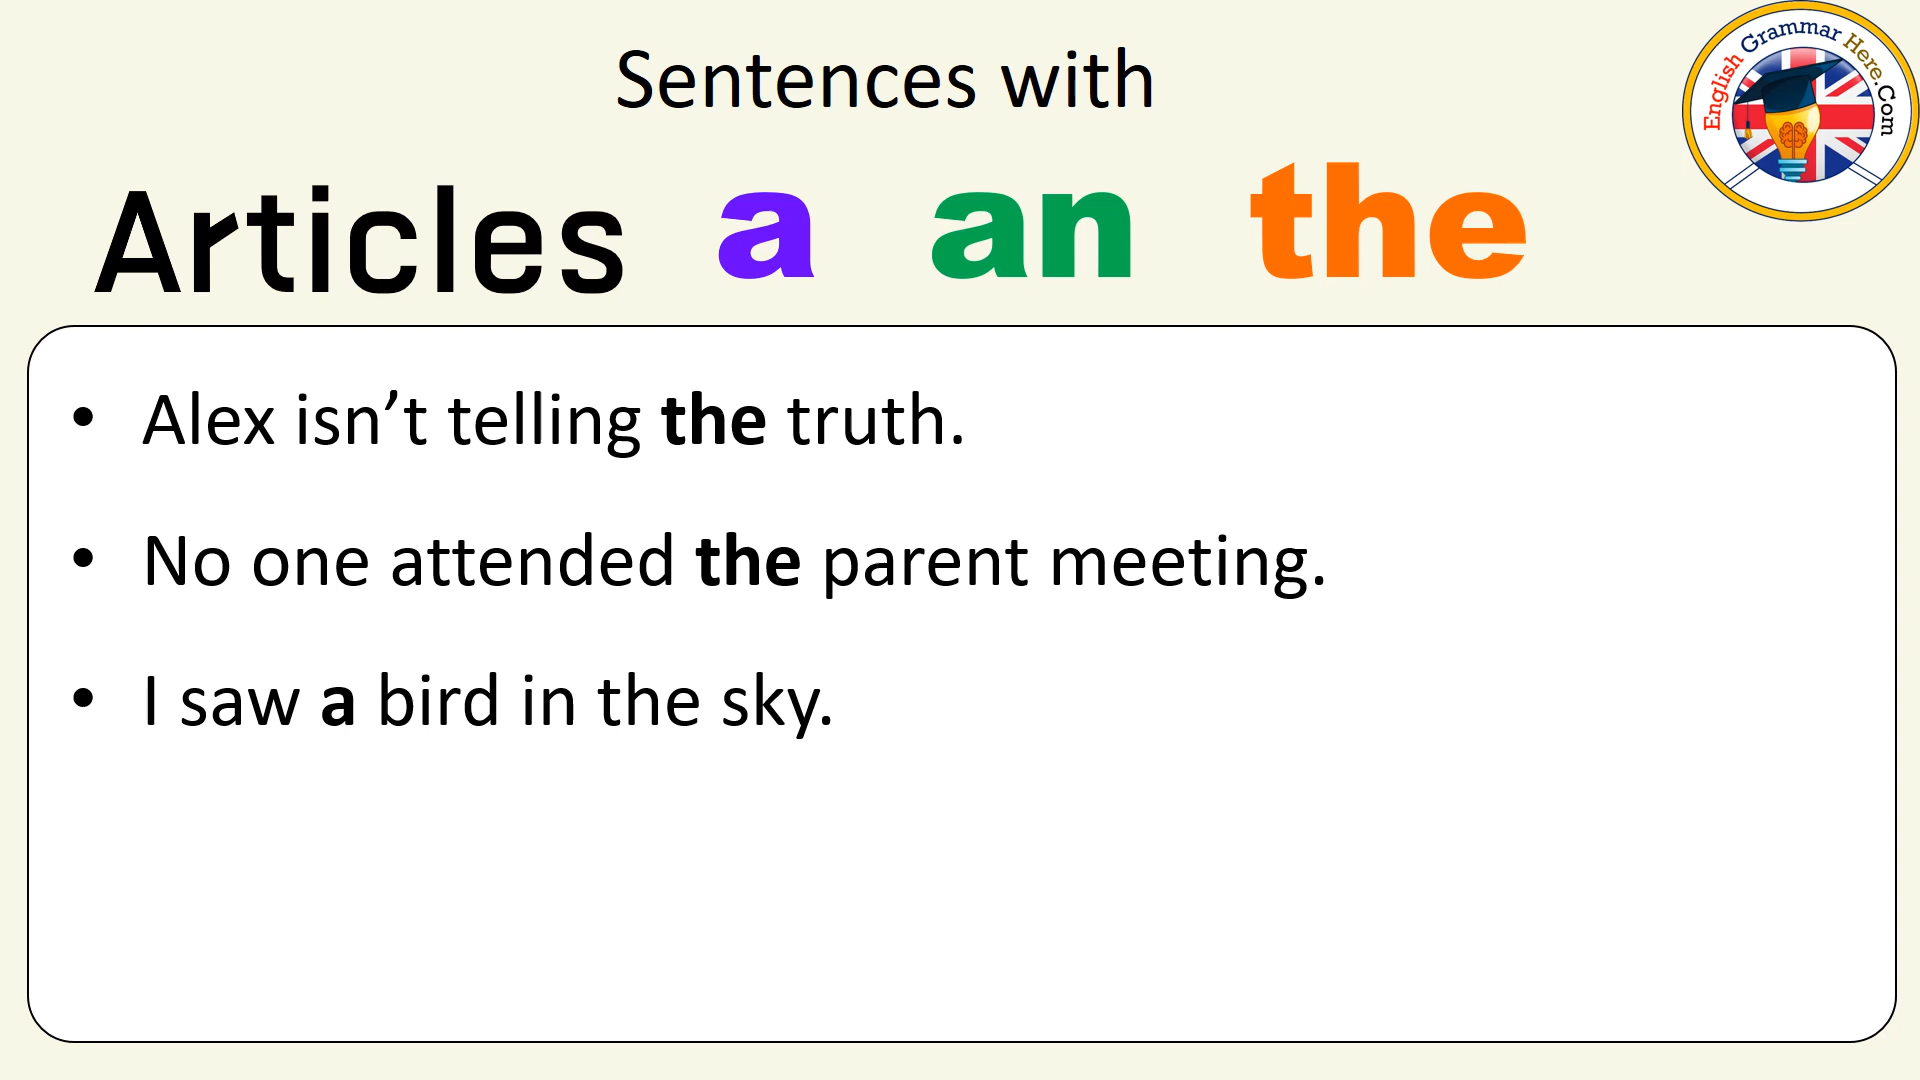 Sentences with
English Grammar Here.Com
Articles a an the
• Alex isn’t telling the truth.
• No one attended the parent meeting.
• I saw a bird in the sky.